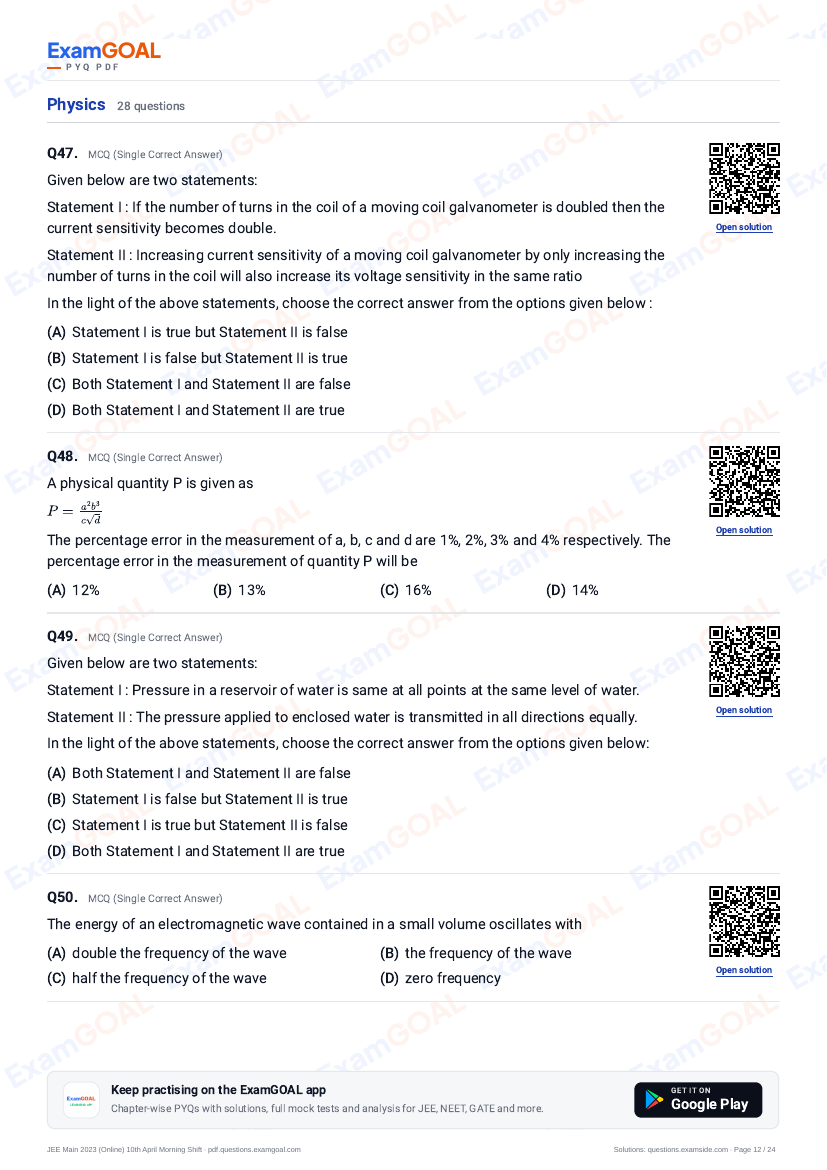 ExamGOAL
PYQ PDF
Physics 28 questions
Q47. MCQ (Single Correct Answer)
Given below are two statements:
Statement I : If the number of turns in the coil of a moving coil galvanometer is doubled then the
current sensitivity becomes double.
Statement II : Increasing current sensitivity of a moving coil galvanometer by only increasing the
number of turns in the coil will also increase its voltage sensitivity in the same ratio
In the light of the above statements, choose the correct answer from the options given below :
(A) Statement I is true but Statement II is false
(B) Statement I is false but Statement II is true
(C) Both Statement I and Statement II are false
(D) Both Statement I and Statement II are true
Open solution
Q48. MCQ (Single Correct Answer)
A physical quantity P is given as
P = a²b³ / c√d
The percentage error in the measurement of a, b, c and d are 1%, 2%, 3% and 4% respectively. The
percentage error in the measurement of quantity P will be
(A) 12% (B) 13% (C) 16% (D) 14%
Open solution
Q49. MCQ (Single Correct Answer)
Given below are two statements:
Statement I : Pressure in a reservoir of water is same at all points at the same level of water.
Statement II : The pressure applied to enclosed water is transmitted in all directions equally.
In the light of the above statements, choose the correct answer from the options given below:
(A) Both Statement I and Statement II are false
(B) Statement I is false but Statement II is true
(C) Statement I is true but Statement II is false
(D) Both Statement I and Statement II are true
Open solution
Q50. MCQ (Single Correct Answer)
The energy of an electromagnetic wave contained in a small volume oscillates with
(A) double the frequency of the wave (B) the frequency of the wave
(C) half the frequency of the wave (D) zero frequency
Open solution
ExamGOAL
Keep practising on the ExamGOAL app
Chapter-wise PYQs with solutions, full mock tests and analysis for JEE, NEET, GATE and more.
GET IT ON
Google Play
JEE Main 2023 (Online) 10th April Morning Shift · pdf.questions.examgoal.com
Solutions: questions.examside.com · Page 12 / 24